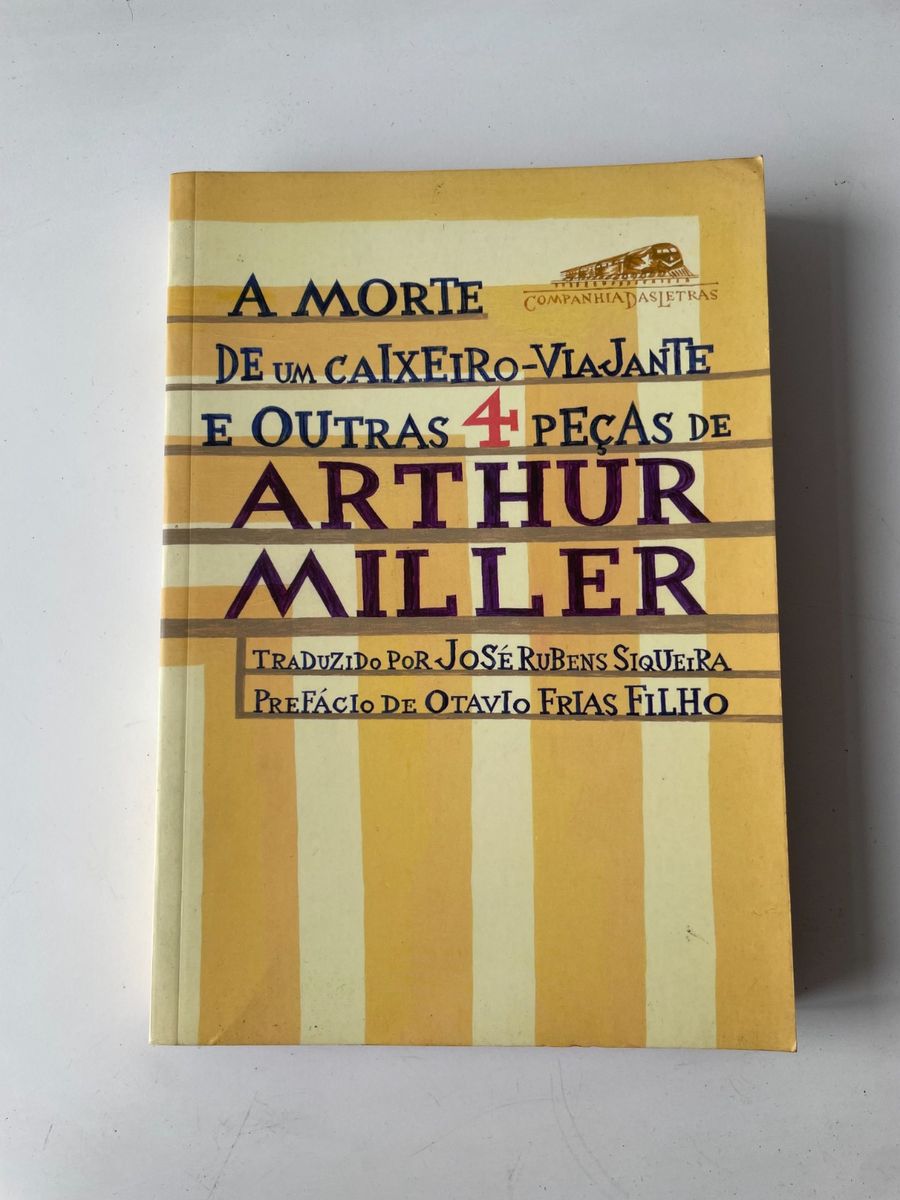 A MORTE
COMPANHIA DAS LETRAS
DE UM CAIXEIRO-VIAJANTE
E OUTRAS 4 PEÇAS DE
ARTHUR
MILLER
TRADUZIDO POR JOSÉ RUBENS SIQUEIRA
PREFÁCIO DE OTAVIO FRIAS FILHO